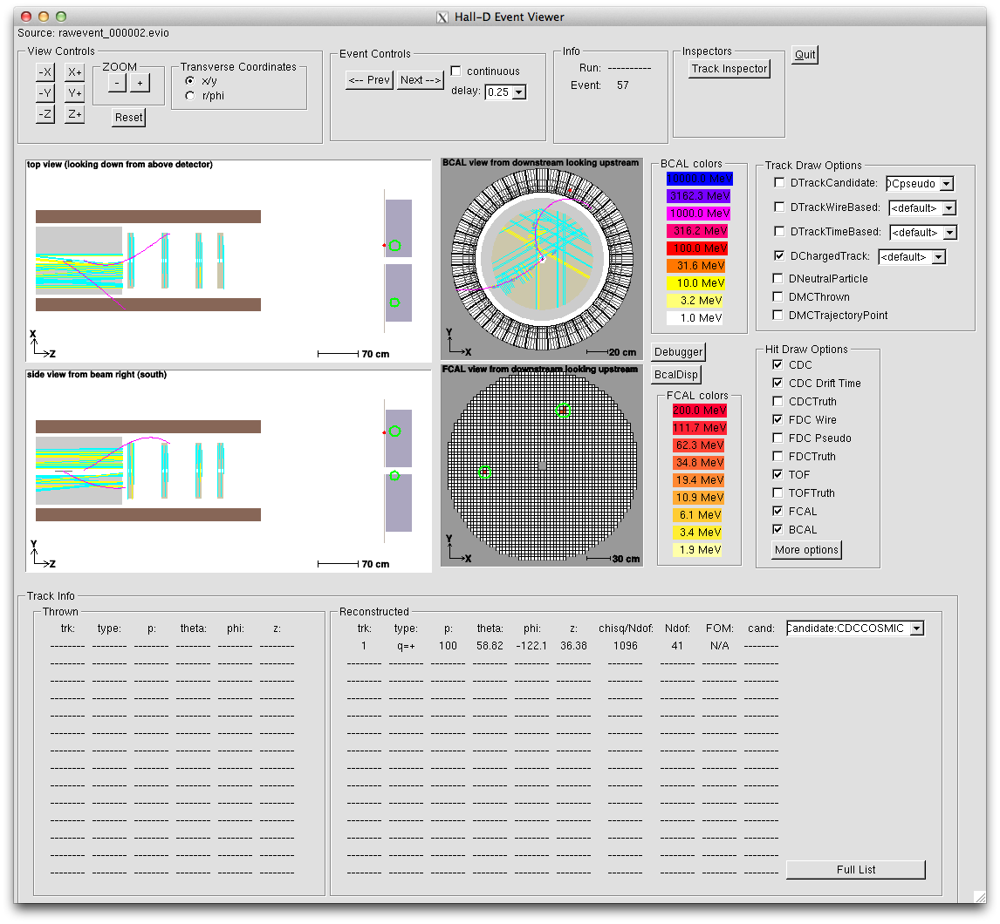 Hall-D Event Viewer
Source: rawevent_000002.evio
View Controls
-X X+
-Y Y+
-Z Z+
ZOOM
- +
Reset
Transverse Coordinates
x/y
r/phi
Event Controls
<-- Prev Next -->
continuous
delay: 0.25
Info
Run: ----------
Event: 57
Inspectors
Track Inspector
Quit
top view (looking down from above detector)
X
Z
70 cm
BCAL view from downstream looking upstream
Y
X
20 cm
BCAL colors
10000.0 MeV
3162.3 MeV
1000.0 MeV
316.2 MeV
100.0 MeV
31.6 MeV
10.0 MeV
3.2 MeV
1.0 MeV
Track Draw Options
DTrackCandidate: DCpseudo
DTrackWireBased: <default>
DTrackTimeBased: <default>
DChargedTrack: <default>
DNeutralParticle
DMCThrown
DMCTrajectoryPoint
side view from beam right (south)
Y
Z
70 cm
FCAL view from downstream looking upstream
Y
X
30 cm
Debugger
BcalDisp
FCAL colors
200.0 MeV
111.7 MeV
62.3 MeV
34.8 MeV
19.4 MeV
10.9 MeV
6.1 MeV
3.4 MeV
1.9 MeV
Hit Draw Options
CDC
CDC Drift Time
CDCTruth
FDC Wire
FDC Pseudo
FDCTruth
TOF
TOFTruth
FCAL
BCAL
More options
Track Info
Thrown
trk: type: p: theta: phi: z:
Reconstructed
trk: type: p: theta: phi: z: chisq/Ndof: Ndof: FOM: cand: Candidate:CDCCOSMIC
1 q=+ 100 58.82 -122.1 36.38 1096 41 N/A --------
Full List